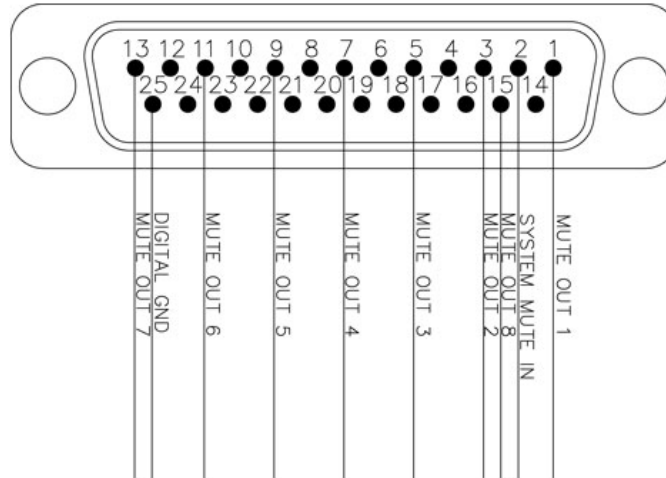 13 12 11 10 9 8 7 6 5 4 3 2 1
25 24 23 22 21 20 19 18 17 16 15 14
MUTE OUT 7
DIGITAL GND
MUTE OUT 6
MUTE OUT 5
MUTE OUT 4
MUTE OUT 3
MUTE OUT 2
MUTE OUT 8
SYSTEM MUTE IN
MUTE OUT 1